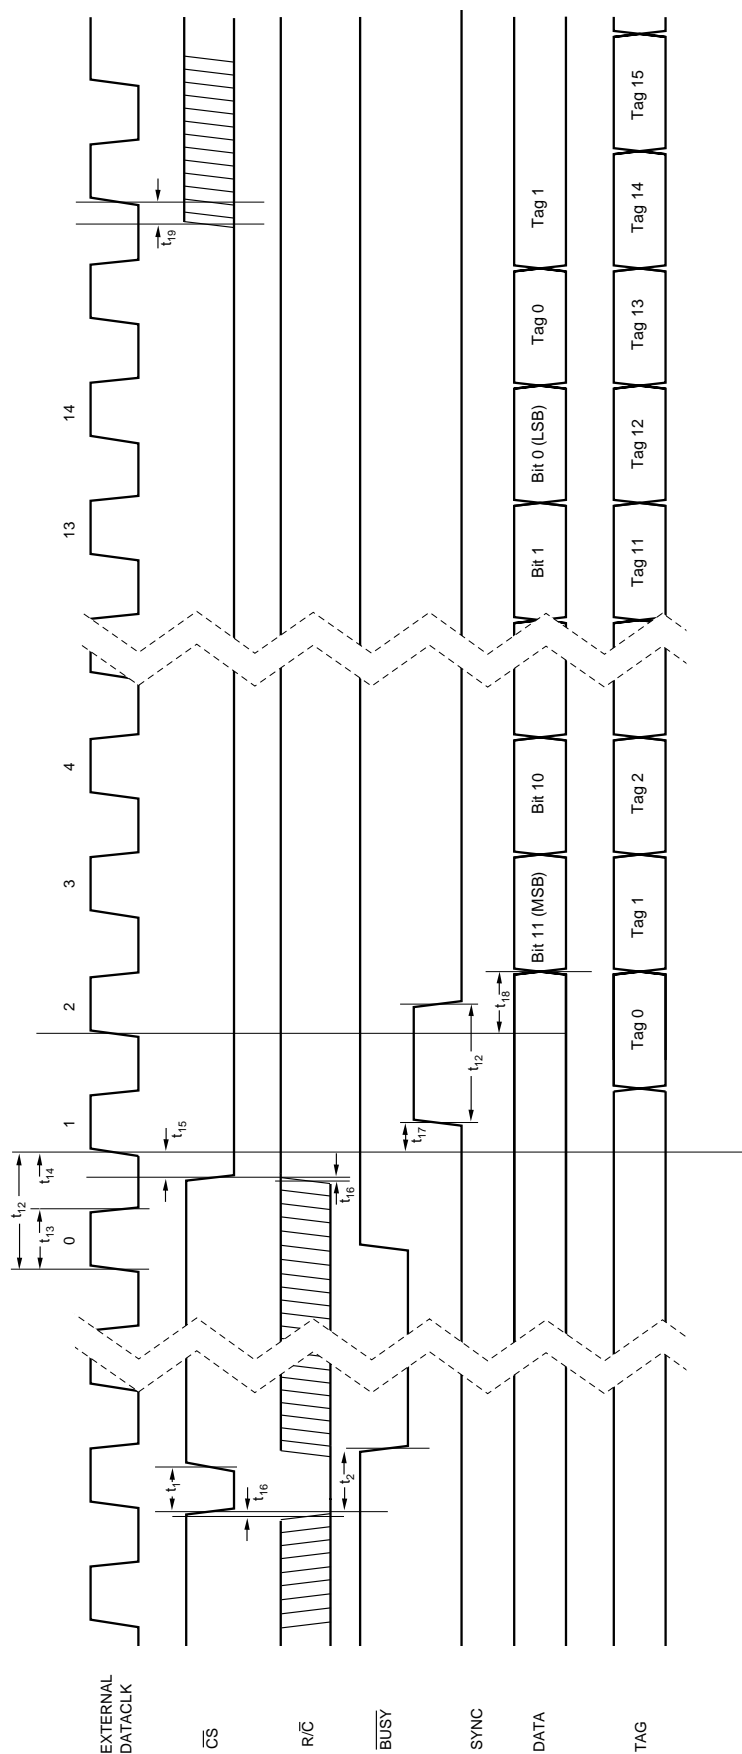 EXTERNAL
DATACLK
0
1
2
3
4
13
14
t12
t13
t14
CS
t1
t15
t19
R/C
t16
t16
BUSY
t2
SYNC
t17
t12
DATA
t18
Bit 11 (MSB)
Bit 10
Bit 1
Bit 0 (LSB)
Tag 0
Tag 1
TAG
Tag 0
Tag 1
Tag 2
Tag 11
Tag 12
Tag 13
Tag 14
Tag 15